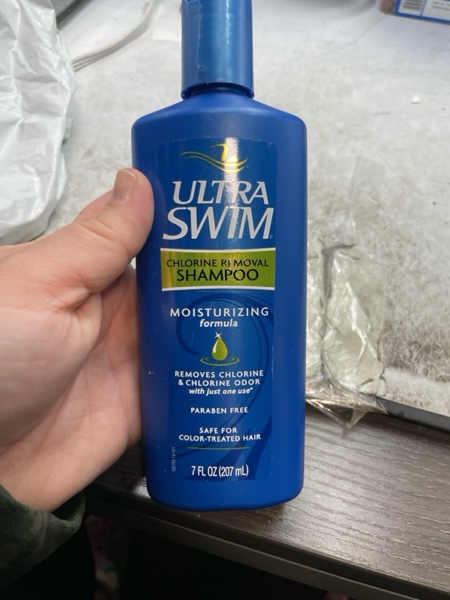 ULTRA
SWIM®
CHLORINE REMOVAL
SHAMPOO
MOISTURIZING
formula
REMOVES CHLORINE
& CHLORINE ODOR
with just one use*
PARABEN FREE
SAFE FOR
COLOR-TREATED HAIR
7 FL OZ (207 mL)